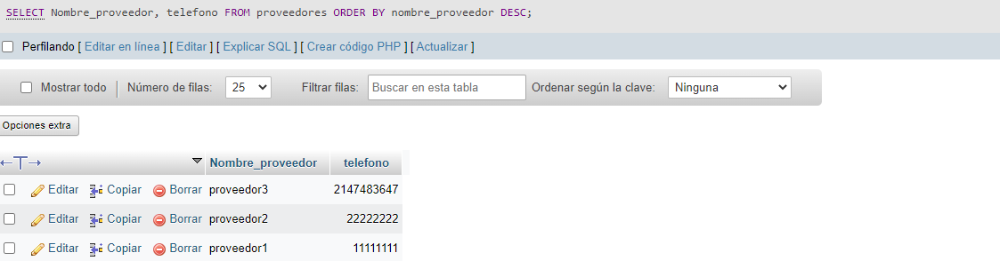 SELECT Nombre_proveedor, telefono FROM proveedores ORDER BY nombre_proveedor DESC;
Perfilando [ Editar en línea ] [ Editar ] [ Explicar SQL ] [ Crear código PHP ] [ Actualizar ]
Mostrar todo Número de filas: 25 Filtrar filas: Buscar en esta tabla Ordenar según la clave: Ninguna
Opciones extra
←T→ Nombre_proveedor telefono
Editar Copiar Borrar proveedor3 2147483647
Editar Copiar Borrar proveedor2 22222222
Editar Copiar Borrar proveedor1 11111111